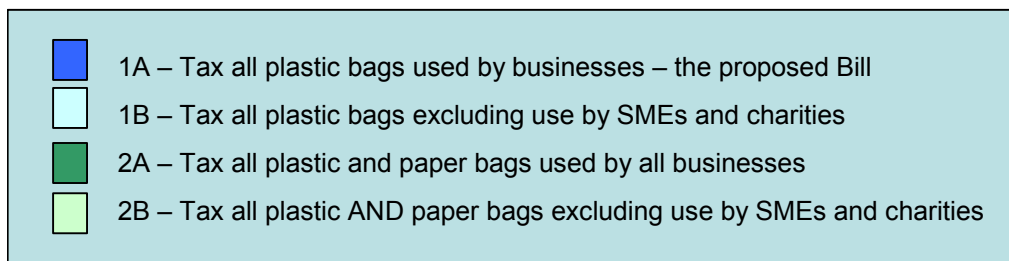 1A – Tax all plastic bags used by businesses – the proposed Bill
1B – Tax all plastic bags excluding use by SMEs and charities
2A – Tax all plastic and paper bags used by all businesses
2B – Tax all plastic AND paper bags excluding use by SMEs and charities